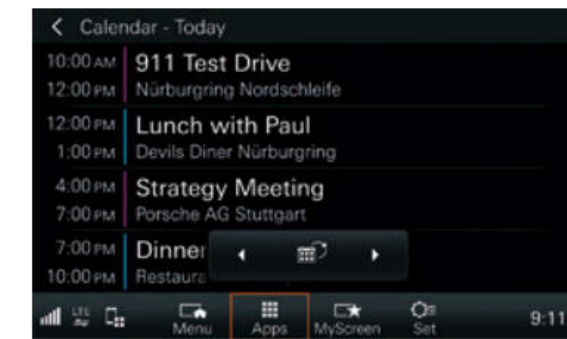 Calendar - Today
10:00 AM 911 Test Drive
12:00 PM Nürburgring Nordschleife
12:00 PM Lunch with Paul
1:00 PM Devils Diner Nürburgring
4:00 PM Strategy Meeting
7:00 PM Porsche AG Stuttgart
7:00 PM Dinner
10:00 PM Restaura
LTE Menu Apps MyScreen Set 9:11